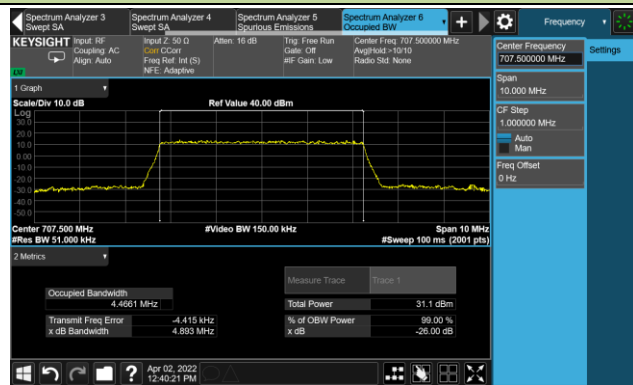 Spectrum Analyzer 3
Swept SA
Spectrum Analyzer 4
Swept SA
Spectrum Analyzer 5
Spurious Emissions
Spectrum Analyzer 6
Occupied BW
+
Frequency
KEYSIGHT
Input: RF
Coupling: AC
Align: Auto
LXI
Input Z: 50 Ω
Corr CCorr
Freq Ref: Int (S)
NFE: Adaptive
Atten: 16 dB
Trig: Free Run
Gate: Off
#IF Gain: Low
Center Freq: 707.500000 MHz
Avg|Hold:>10/10
Radio Std: None
Center Frequency
707.500000 MHz
Settings
Span
10.000 MHz
CF Step
1.000000 MHz
Auto
Man
Freq Offset
0 Hz
1 Graph
Scale/Div 10.0 dB
Ref Value 40.00 dBm
Log
30.0
20.0
10.0
0.00
-10.0
-20.0
-30.0
-40.0
-50.0
Center 707.500 MHz
#Video BW 150.00 kHz
Span 10 MHz
#Res BW 51.000 kHz
#Sweep 100 ms (2001 pts)
2 Metrics
Measure Trace
Trace 1
Occupied Bandwidth
4.4661 MHz
Total Power
31.1 dBm
Transmit Freq Error
-4.415 kHz
% of OBW Power
99.00 %
x dB Bandwidth
4.893 MHz
x dB
-26.00 dB
?
Apr 02, 2022
12:40:21 PM